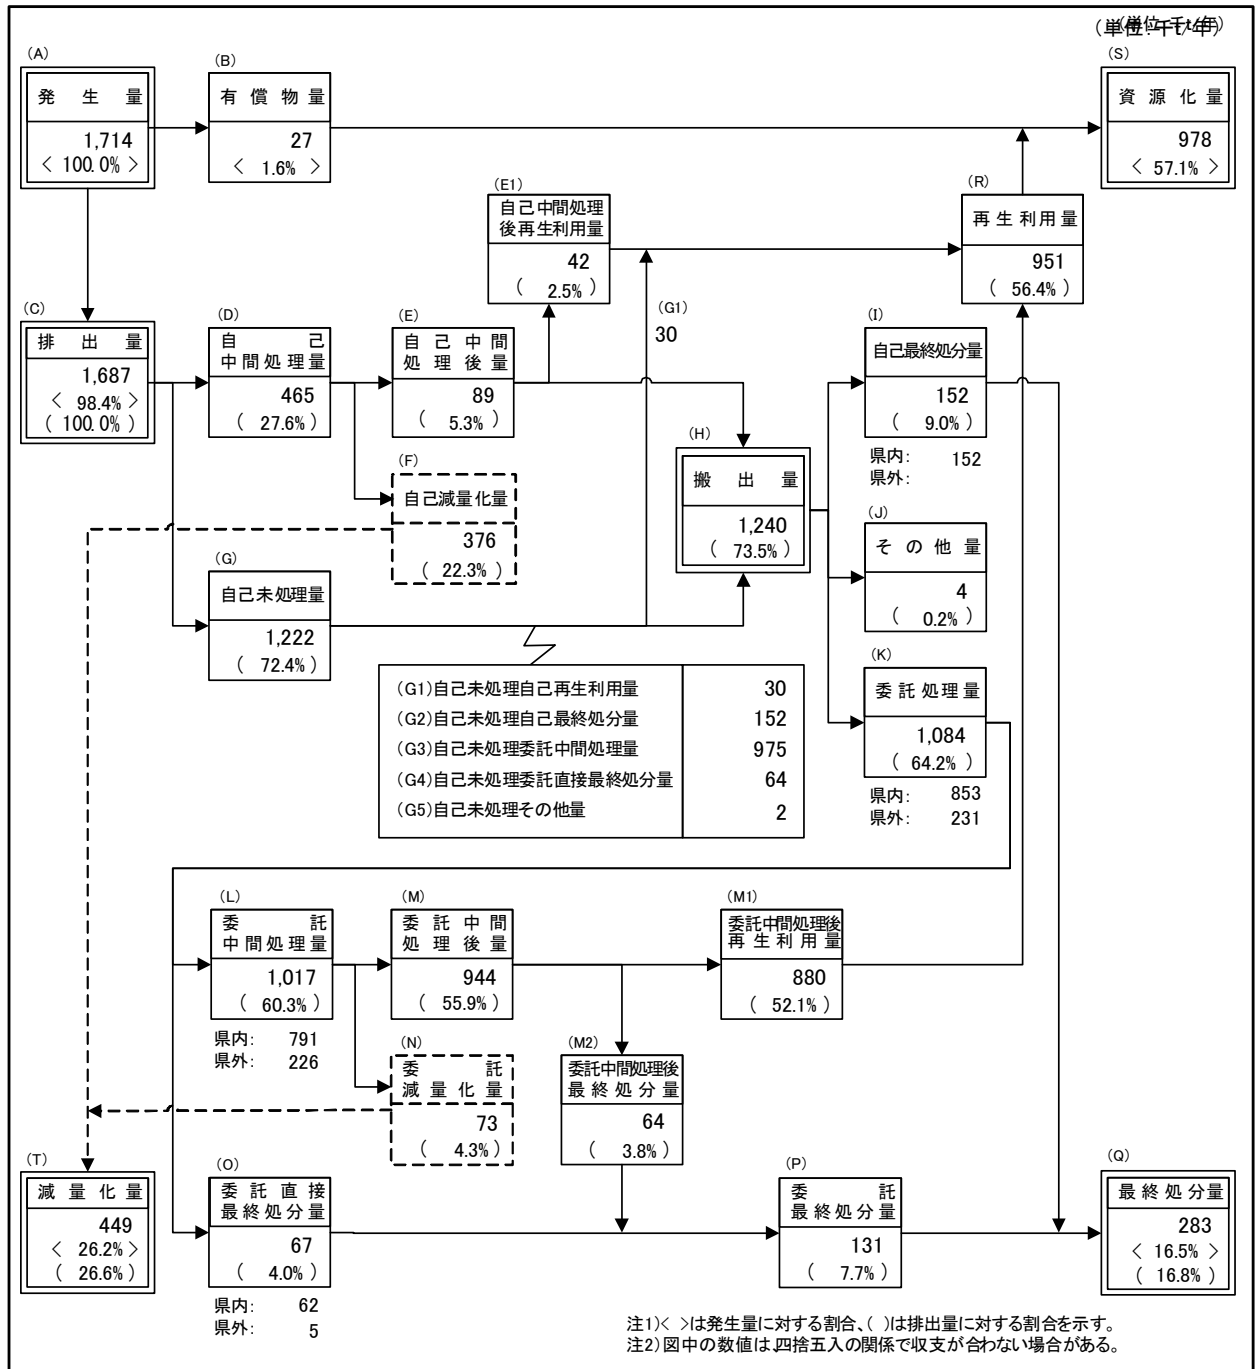 (単位:千t/年)
(A)
発生量
1,714
< 100.0% >
(B)
有償物量
27
< 1.6% >
(S)
資源化量
978
< 57.1% >
(E1)
自己中間処理
後再生利用量
42
( 2.5% )
(R)
再生利用量
951
( 56.4% )
(G1)
30
(C)
排出量
1,687
< 98.4% >
( 100.0% )
(D)
自己
中間処理量
465
( 27.6% )
(E)
自己中間
処理後量
89
( 5.3% )
(I)
自己最終処分量
152
( 9.0% )
県内: 152
県外:
(F)
自己減量化量
376
( 22.3% )
(H)
搬出量
1,240
( 73.5% )
(J)
その他量
4
( 0.2% )
(G)
自己未処理量
1,222
( 72.4% )
(K)
委託処理量
1,084
( 64.2% )
県内: 853
県外: 231
(G1)自己未処理自己再生利用量 30
(G2)自己未処理自己最終処分量 152
(G3)自己未処理委託中間処理量 975
(G4)自己未処理委託直接最終処分量 64
(G5)自己未処理その他量 2
(L)
委託
中間処理量
1,017
( 60.3% )
県内: 791
県外: 226
(M)
委託中間
処理後量
944
( 55.9% )
(M1)
委託中間処理後
再生利用量
880
( 52.1% )
(N)
委託
減量化量
73
( 4.3% )
(M2)
委託中間処理後
最終処分量
64
( 3.8% )
(T)
減量化量
449
< 26.2% >
( 26.6% )
(O)
委託直接
最終処分量
67
( 4.0% )
県内: 62
県外: 5
(P)
委託
最終処分量
131
( 7.7% )
(Q)
最終処分量
283
< 16.5% >
( 16.8% )
注1)< >は発生量に対する割合、( )は排出量に対する割合を示す。
注2)図中の数値は、四捨五入の関係で収支が合わない場合がある。